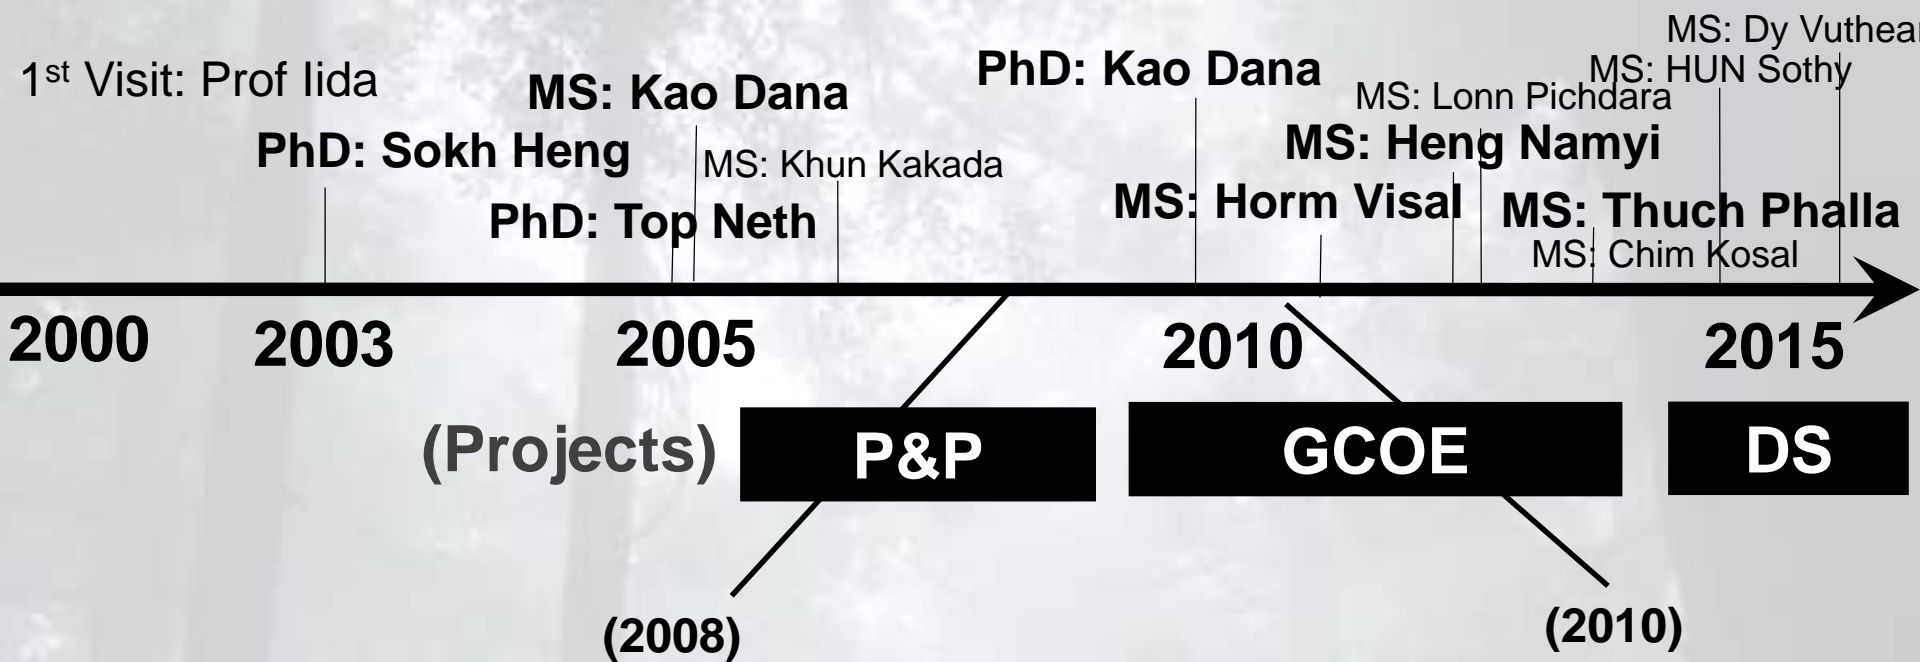 MS: Dy Vuthear
1st Visit: Prof Iida
MS: Kao Dana
PhD: Kao Dana
MS: HUN Sothy
MS: Lonn Pichdara
PhD: Sokh Heng
MS: Khun Kakada
MS: Heng Namyi
PhD: Top Neth
MS: Horm Visal
MS: Thuch Phalla
MS: Chim Kosal
2000
2003
2005
2010
2015
(Projects)
P&P
GCOE
DS
(2008)
(2010)